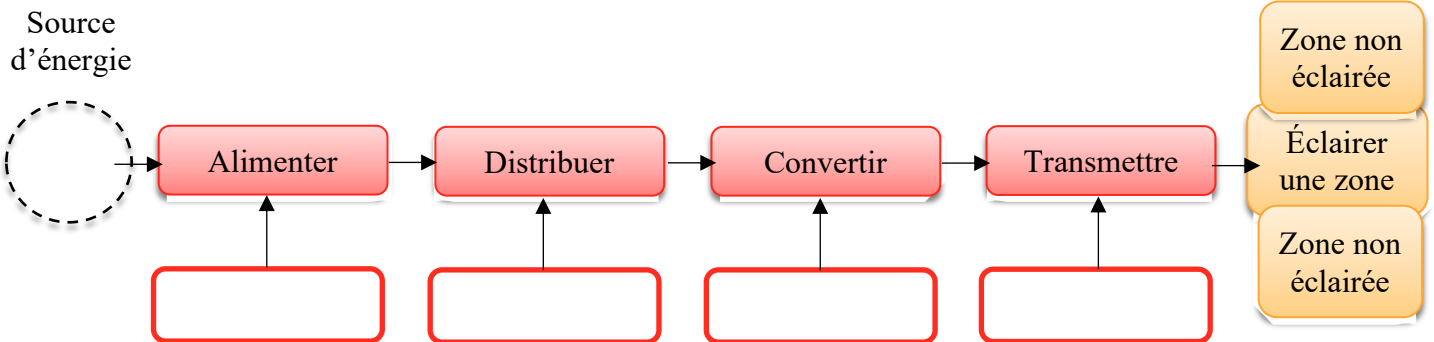 Source
d’énergie
Alimenter
Distribuer
Convertir
Transmettre
Zone non
éclairée
Éclairer
une zone
Zone non
éclairée